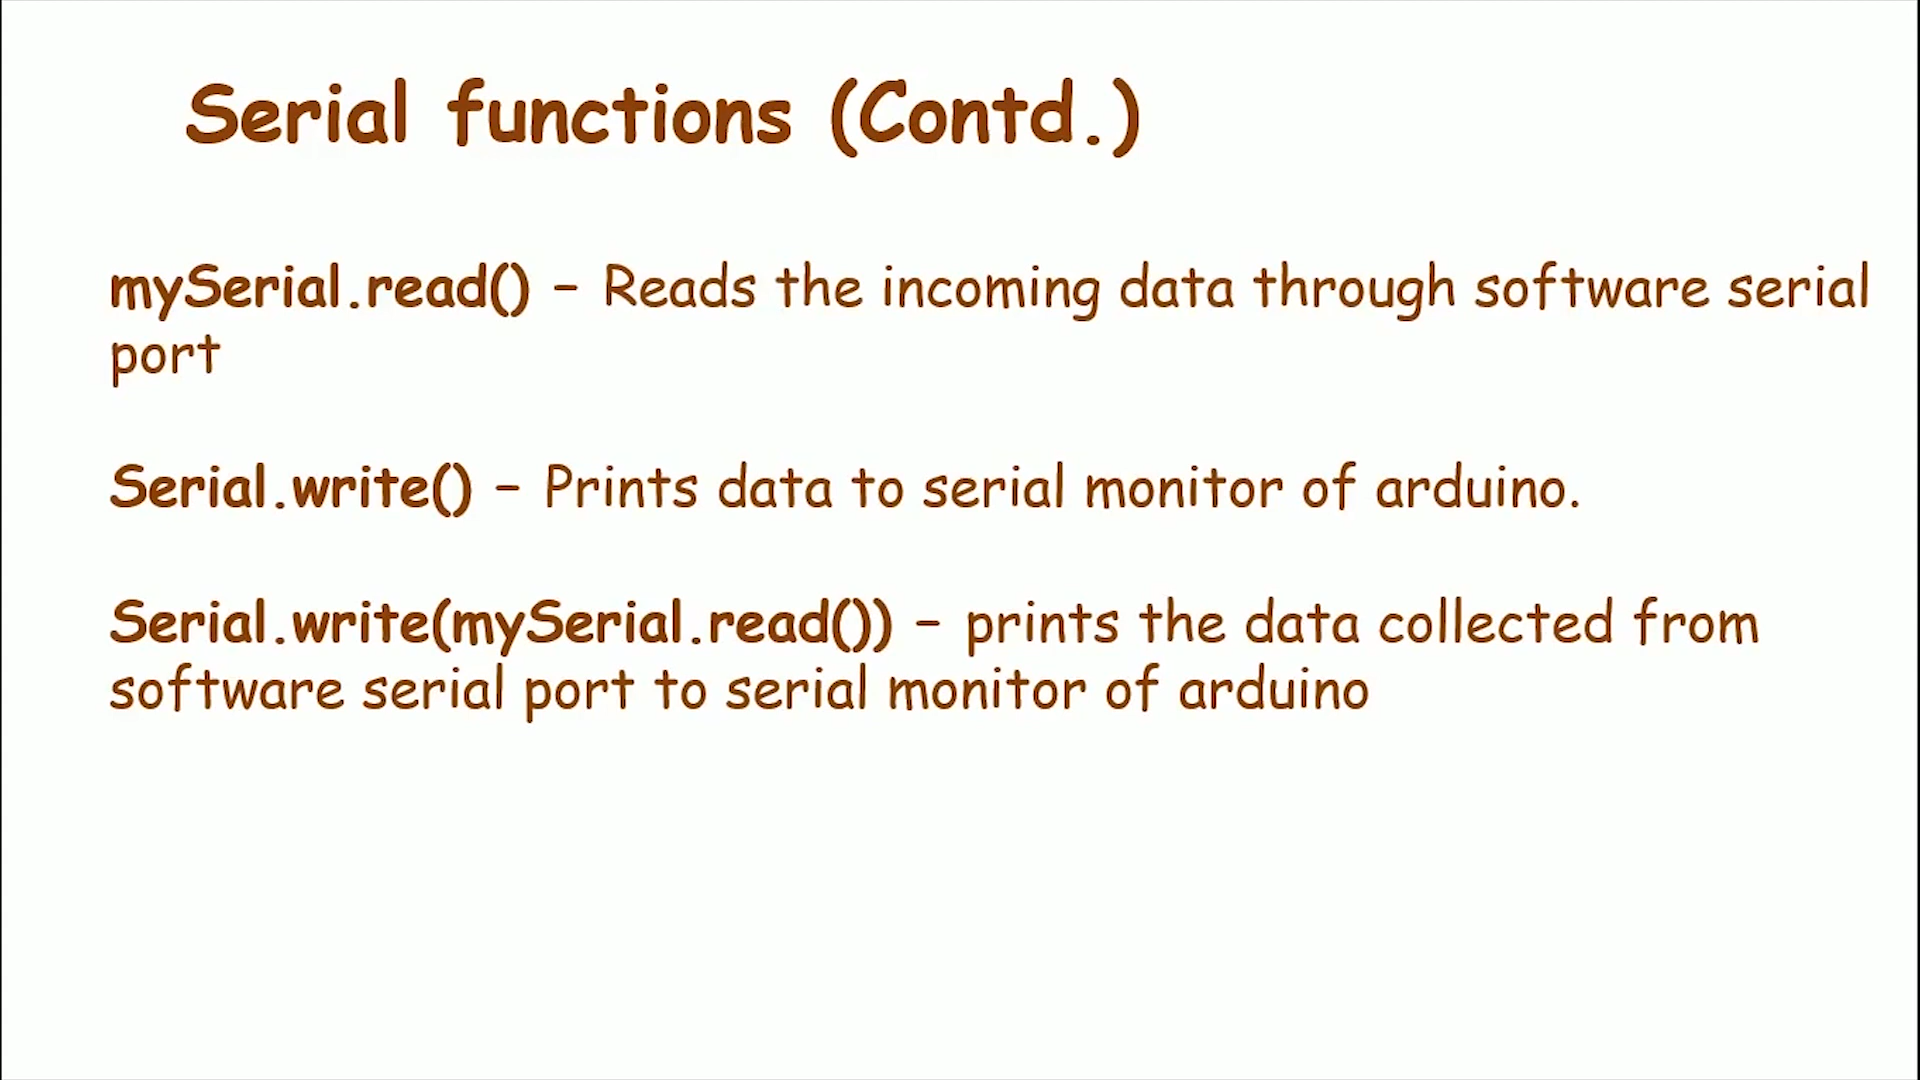 Serial functions (Contd.)
mySerial.read() – Reads the incoming data through software serial
port
Serial.write() – Prints data to serial monitor of arduino.
Serial.write(mySerial.read()) – prints the data collected from
software serial port to serial monitor of arduino